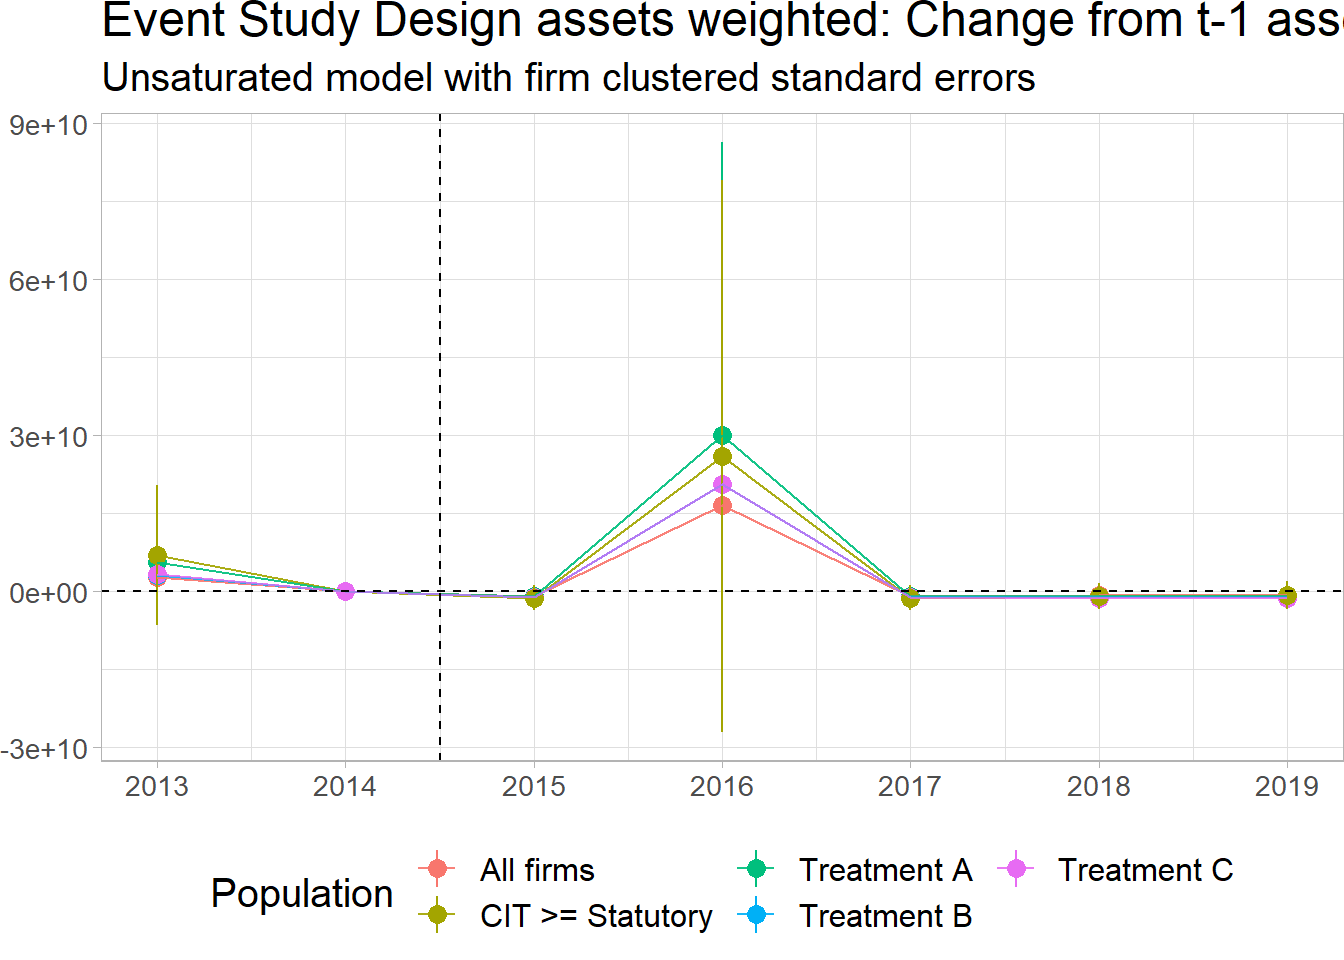 Event Study Design assets weighted: Change from t-1
Unsaturated model with firm clustered standard errors
9e+10
6e+10
3e+10
0e+00
-3e+10
2013 2014 2015 2016 2017 2018 2019
Population
All firms Treatment A Treatment C
CIT >= Statutory Treatment B